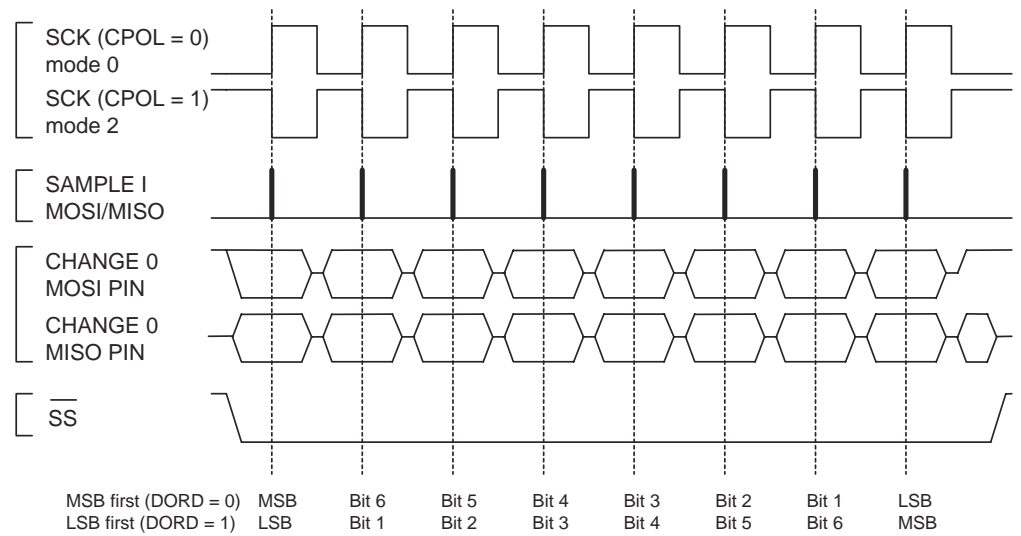 SCK (CPOL = 0)
mode 0
SCK (CPOL = 1)
mode 2
SAMPLE I
MOSI/MISO
CHANGE 0
MOSI PIN
CHANGE 0
MISO PIN
SS
MSB first (DORD = 0) MSB Bit 6 Bit 5 Bit 4 Bit 3 Bit 2 Bit 1 LSB
LSB first (DORD = 1) LSB Bit 1 Bit 2 Bit 3 Bit 4 Bit 5 Bit 6 MSB